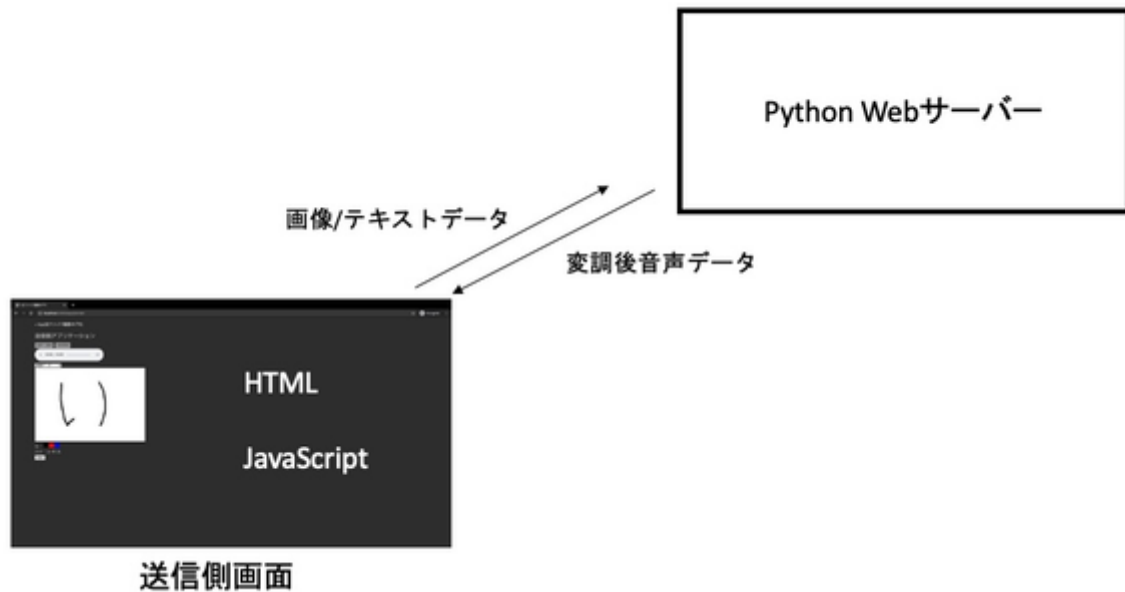 Python Webサーバー
画像/テキストデータ
変調後音声データ
い
HTML
JavaScript
送信側画面